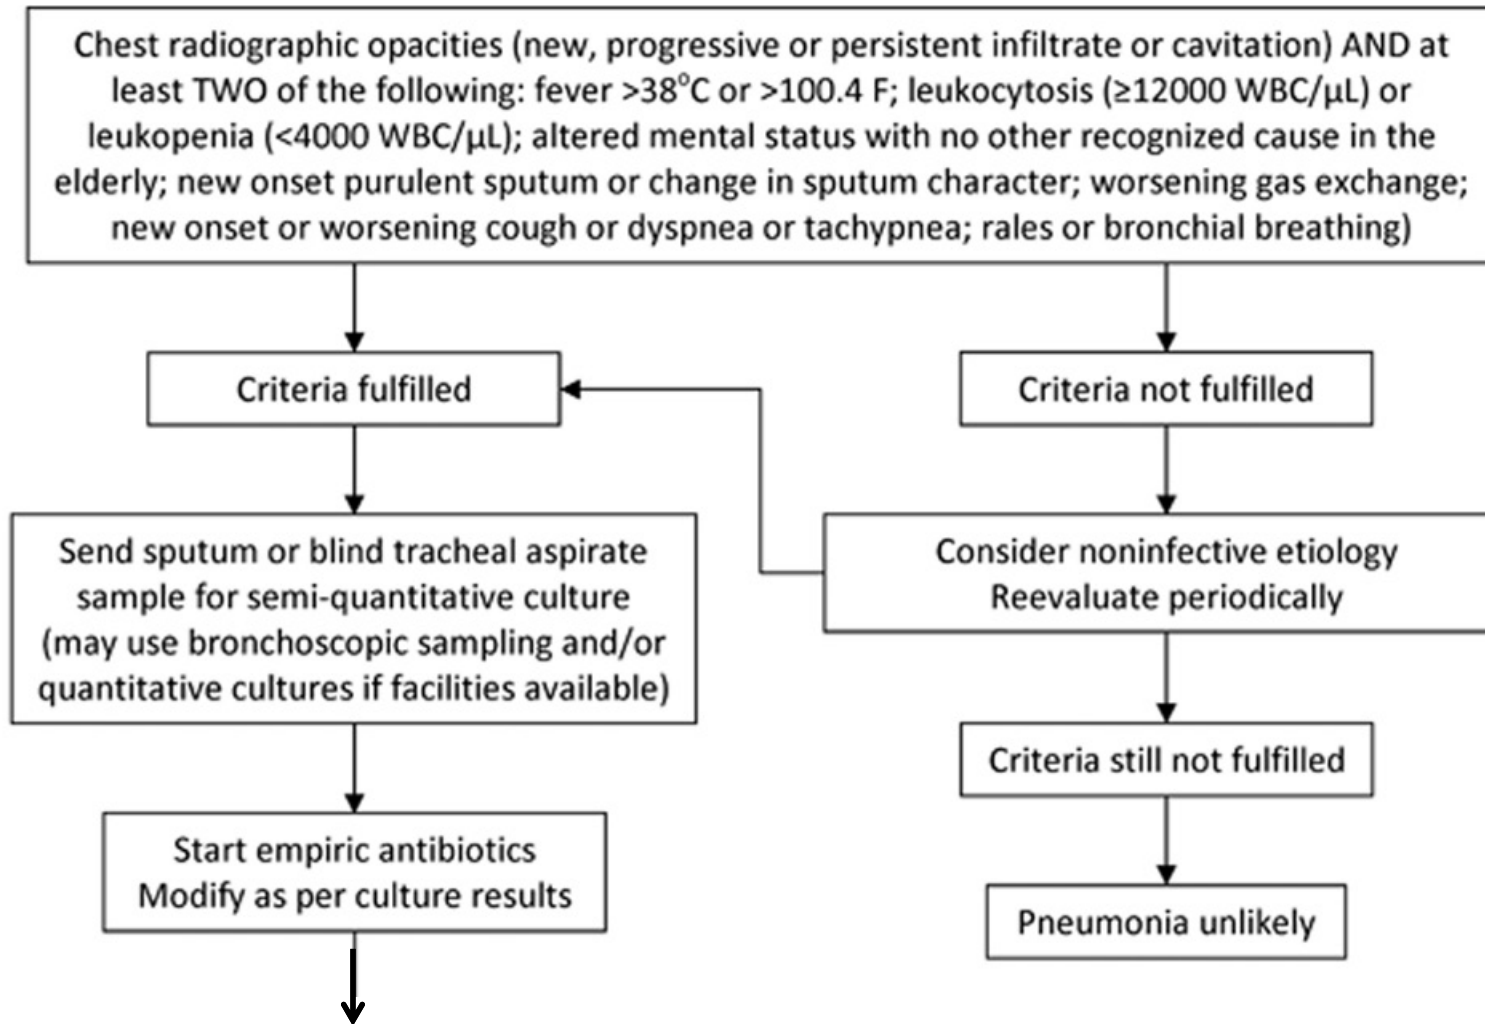 Chest radiographic opacities (new, progressive or persistent infiltrate or cavitation) AND at
least TWO of the following: fever >38°C or >100.4 F; leukocytosis (≥12000 WBC/μL) or
leukopenia (<4000 WBC/μL); altered mental status with no other recognized cause in the
elderly; new onset purulent sputum or change in sputum character; worsening gas exchange;
new onset or worsening cough or dyspnea or tachypnea; rales or bronchial breathing)
Criteria fulfilled
Criteria not fulfilled
Send sputum or blind tracheal aspirate
sample for semi-quantitative culture
(may use bronchoscopic sampling and/or
quantitative cultures if facilities available)
Consider noninfective etiology
Reevaluate periodically
Criteria still not fulfilled
Start empiric antibiotics
Modify as per culture results
Pneumonia unlikely